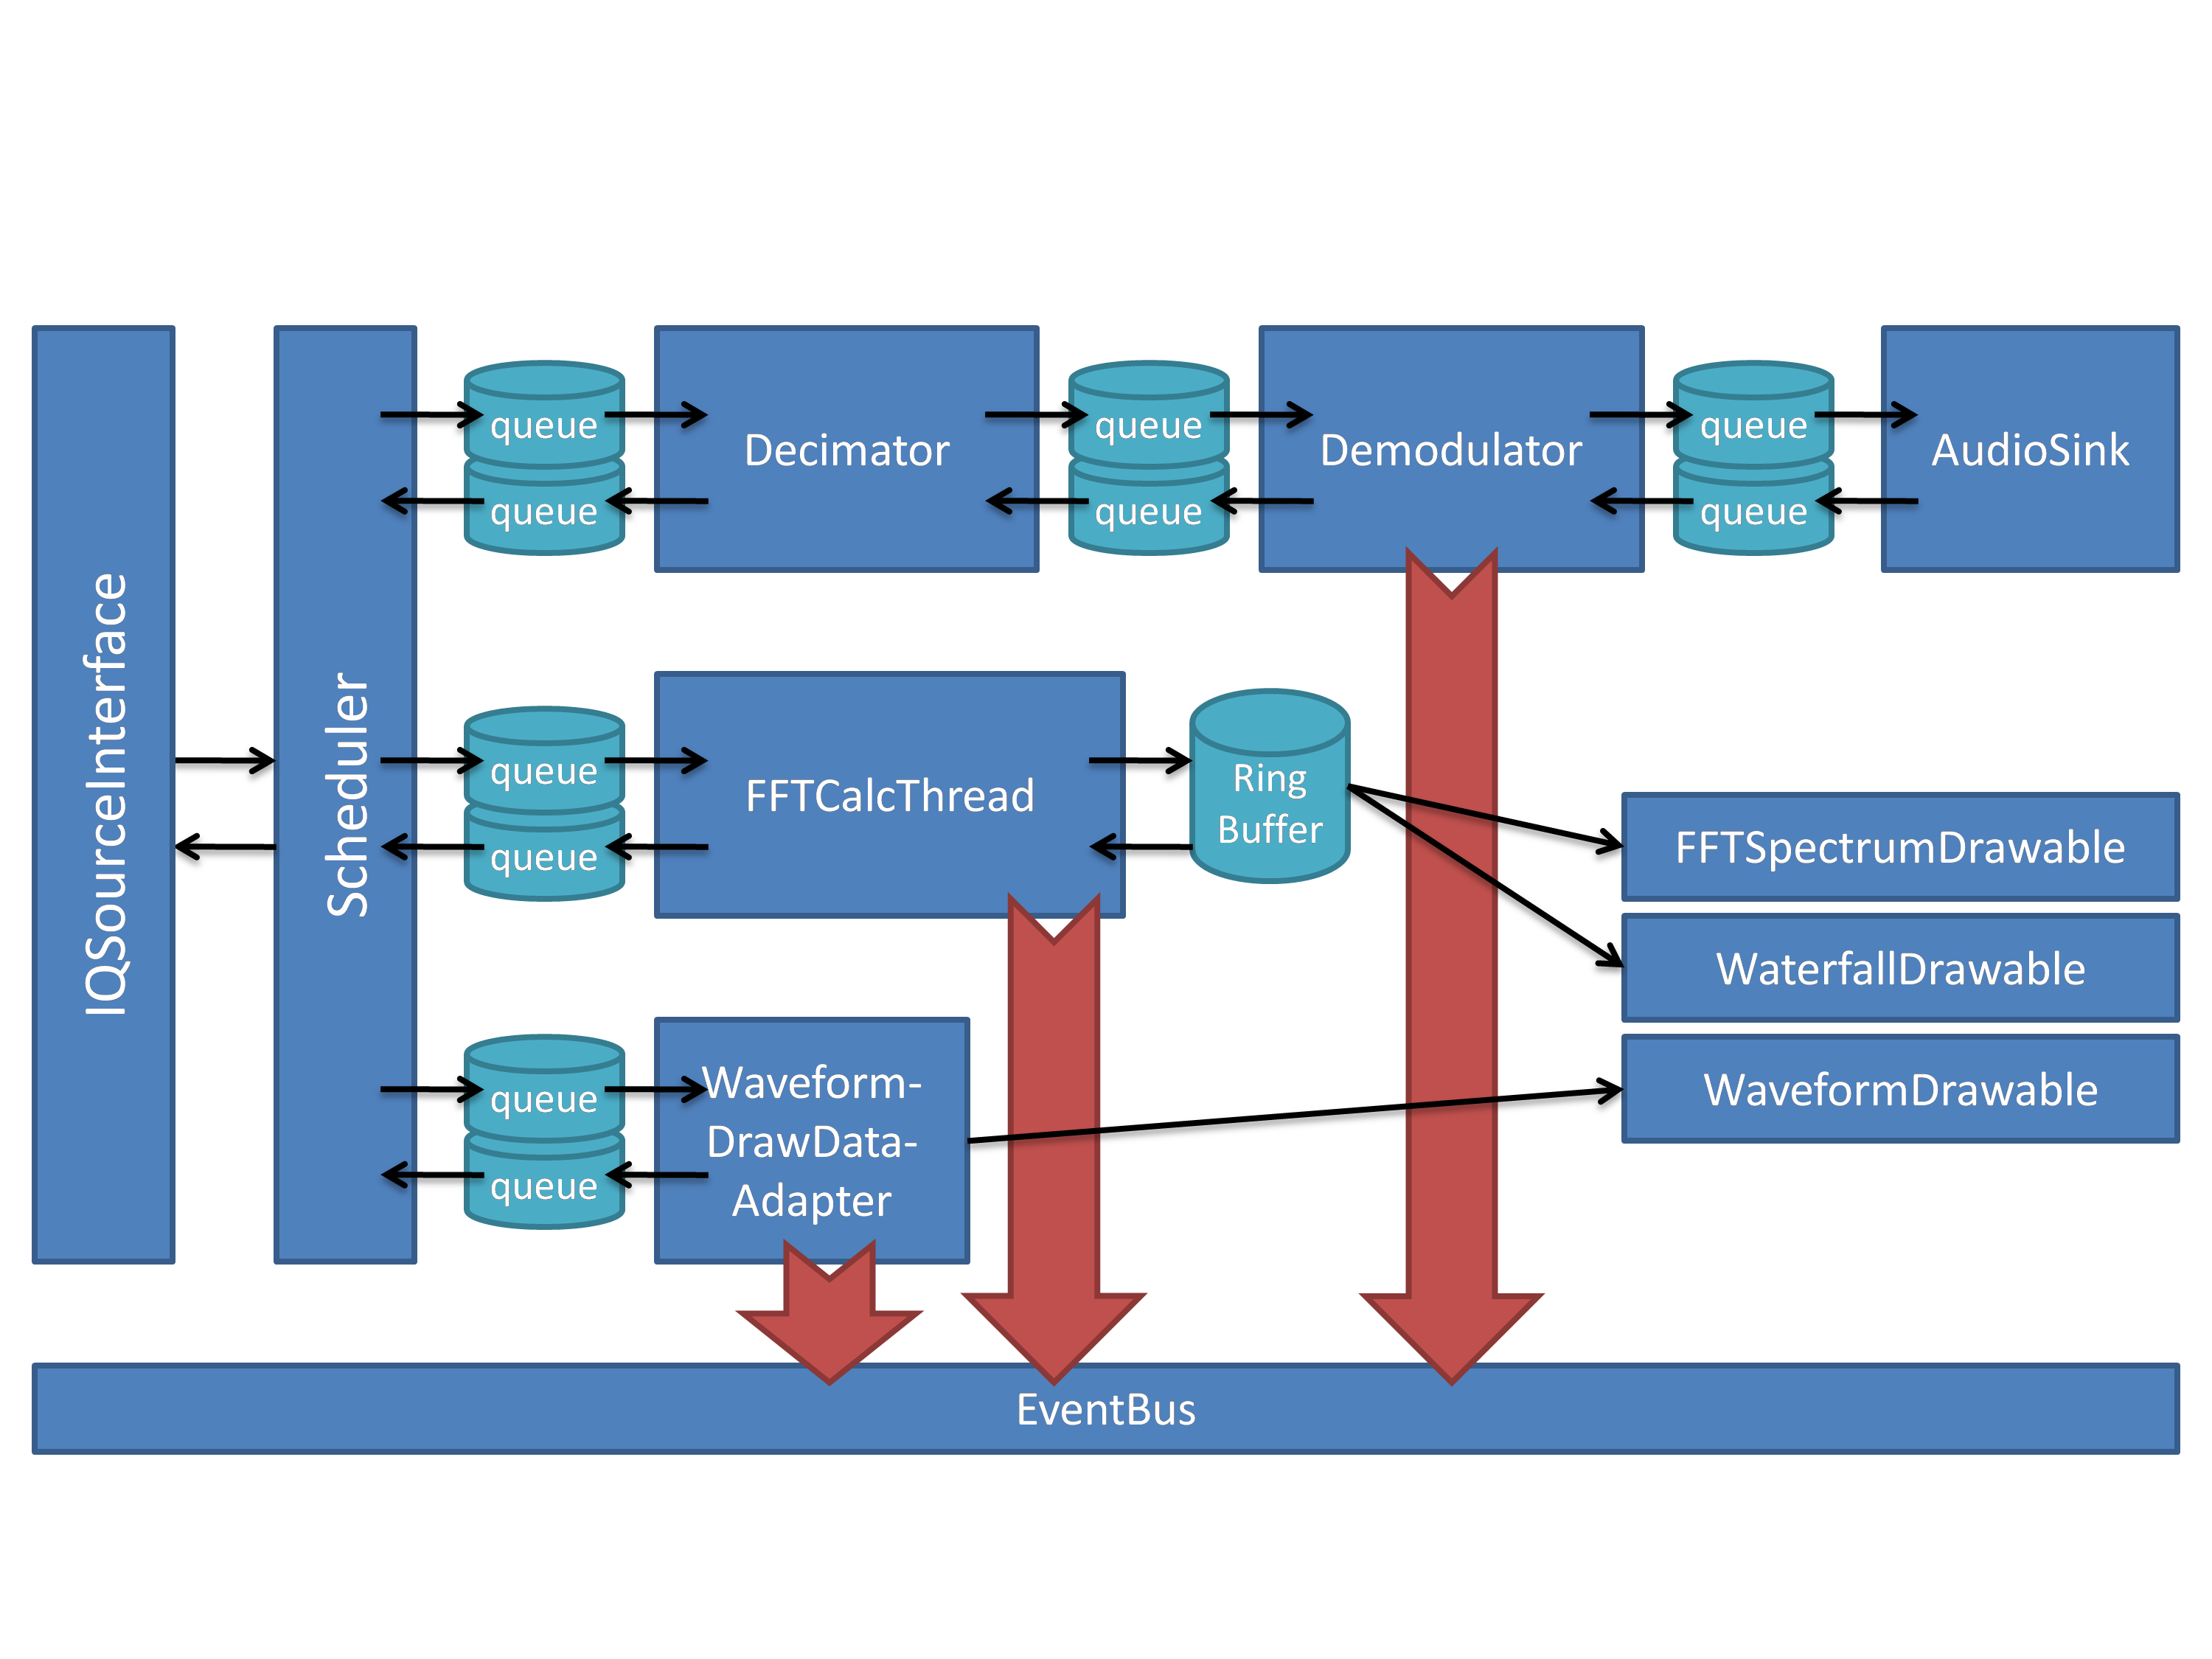 IQSourceInterface
Scheduler
queue
queue
Decimator
queue
queue
Demodulator
queue
queue
AudioSink
queue
queue
FFTCalcThread
Ring
Buffer
FFTSpectrumDrawable
WaterfallDrawable
WaveformDrawable
queue
queue
Waveform-
DrawData-
Adapter
EventBus